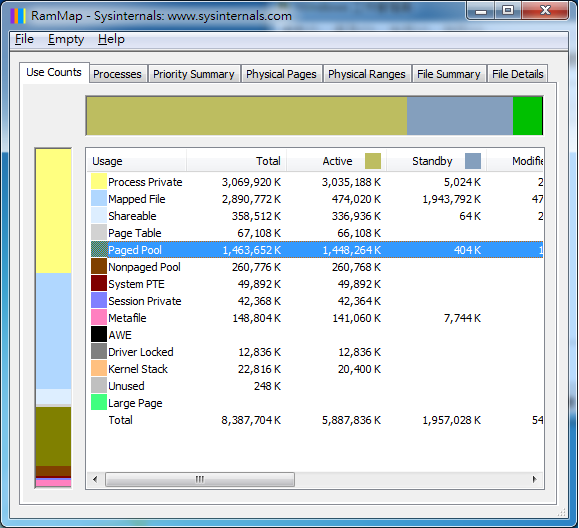 RamMap - Sysinternals: www.sysinternals.com
File Empty Help
Use Counts Processes Priority Summary Physical Pages Physical Ranges File Summary File Details
Usage Total Active Standby Modifie
Process Private 3,069,920 K 3,035,188 K 5,024 K 2
Mapped File 2,890,772 K 474,020 K 1,943,792 K 47
Shareable 358,512 K 336,936 K 64 K 2
Page Table 67,108 K 66,108 K
Paged Pool 1,463,652 K 1,448,264 K 404 K 1
Nonpaged Pool 260,776 K 260,768 K
System PTE 49,892 K 49,892 K
Session Private 42,368 K 42,364 K
Metafile 148,804 K 141,060 K 7,744 K
AWE
Driver Locked 12,836 K 12,836 K
Kernel Stack 22,816 K 20,400 K
Unused 248 K
Large Page
Total 8,387,704 K 5,887,836 K 1,957,028 K 54